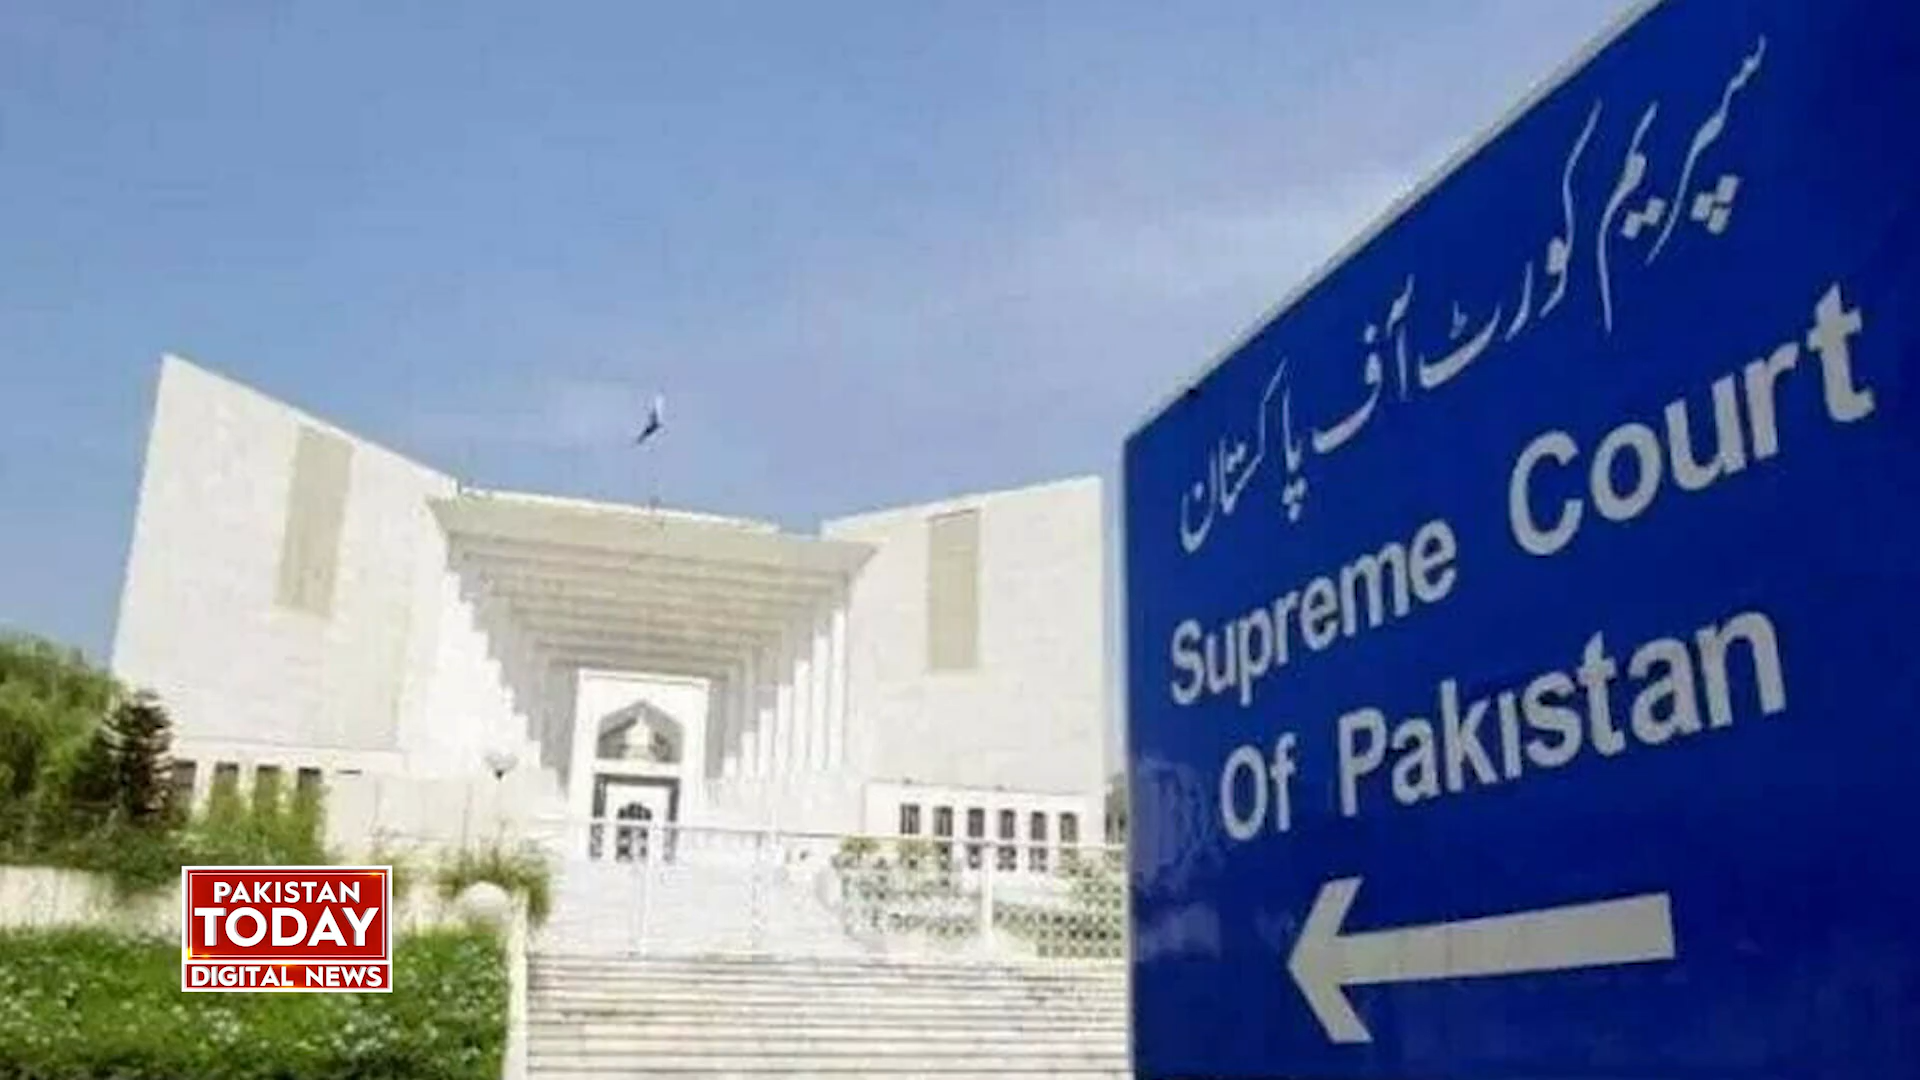 سپریم کورٹ آف پاکستان
Supreme Court
Of Pakistan
PAKISTAN
TODAY
DIGITAL NEWS